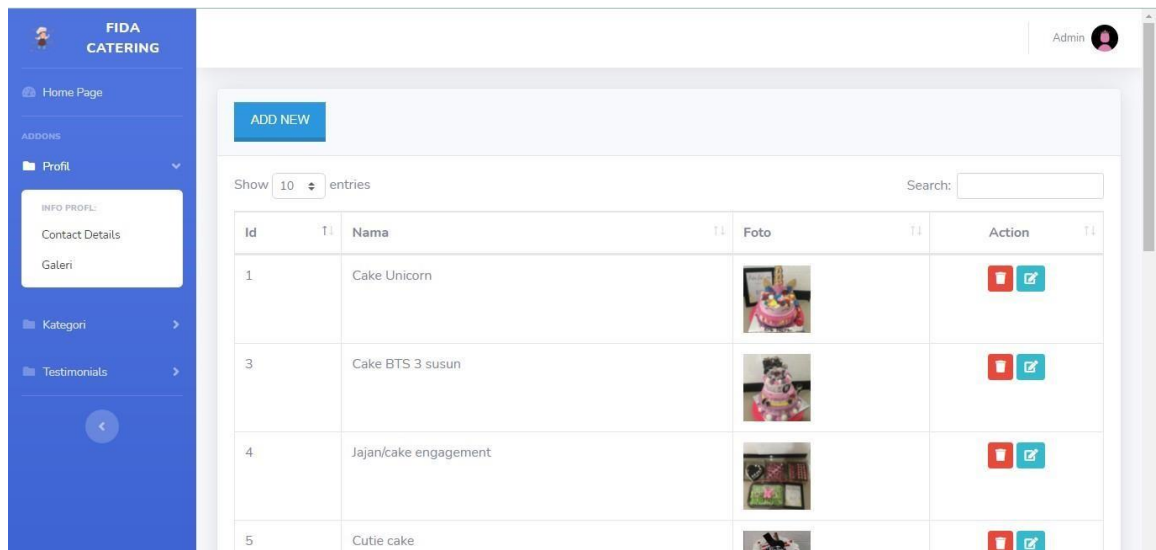 FIDA
CATERING
Admin
Home Page
ADDONS
Profil
INFO PROFL:
Contact Details
Galeri
Kategori
Testimonials
ADD NEW
Show 10 entries
Search:
Id Nama Foto Action
1 Cake Unicorn
3 Cake BTS 3 susun
4 Jajan/cake engagement
5 Cutie cake